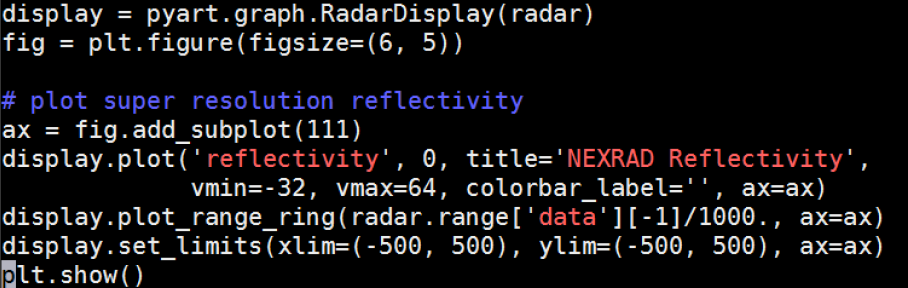 display = pyart.graph.RadarDisplay(radar)
fig = plt.figure(figsize=(6, 5))

# plot super resolution reflectivity
ax = fig.add_subplot(111)
display.plot('reflectivity', 0, title='NEXRAD Reflectivity',
             vmin=-32, vmax=64, colorbar_label='', ax=ax)
display.plot_range_ring(radar.range['data'][-1]/1000., ax=ax)
display.set_limits(xlim=(-500, 500), ylim=(-500, 500), ax=ax)
plt.show()